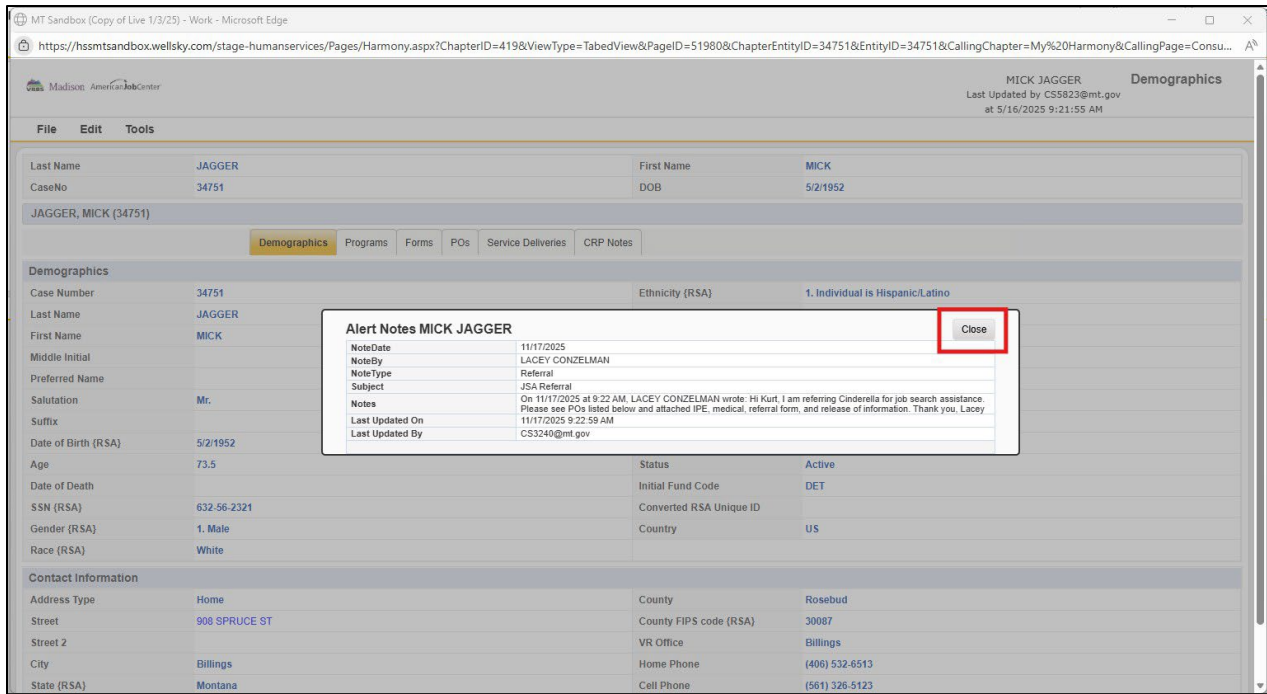 MT Sandbox (Copy of Live 1/3/25) - Work - Microsoft Edge
https://hssmtsandbox.wellsky.com/stage-humanservices/Pages/Harmony.aspx?ChapterID=419&ViewType=TabedView&PageID=51980&ChapterEntityID=34751&EntityID=34751&CallingChapter=My%20Harmony&CallingPage=Consu...
Madison AmericanJobCenter
MICK JAGGER Demographics
Last Updated by CS5823@mt.gov
at 5/16/2025 9:21:55 AM
File Edit Tools
Last Name JAGGER First Name MICK
CaseNo 34751 DOB 5/2/1952
JAGGER, MICK (34751)
Demographics Programs Forms POs Service Deliveries CRP Notes
Demographics
Case Number 34751 Ethnicity {RSA} 1. Individual is Hispanic/Latino
Last Name JAGGER
First Name MICK
Middle Initial
Preferred Name
Salutation Mr.
Suffix
Date of Birth {RSA} 5/2/1952
Alert Notes MICK JAGGER Close
NoteDate 11/17/2025
NoteBy LACEY CONZELMAN
NoteType Referral
Subject JSA Referral
Notes On 11/17/2025 at 9:22 AM, LACEY CONZELMAN wrote: Hi Kurt, I am referring Cinderella for job search assistance.
Please see POs listed below and attached IPE, medical, referral form, and release of information. Thank you, Lacey
Last Updated On 11/17/2025 9:22:59 AM
Last Updated By CS3240@mt.gov
Age 73.5 Status Active
Date of Death Initial Fund Code DET
SSN {RSA} 632-56-2321 Converted RSA Unique ID
Gender {RSA} 1. Male Country US
Race {RSA} White
Contact Information
Address Type Home County Rosebud
Street 908 SPRUCE ST County FIPS code {RSA} 30087
Street 2 VR Office Billings
City Billings Home Phone (406) 532-6513
State {RSA} Montana Cell Phone (561) 326-5123